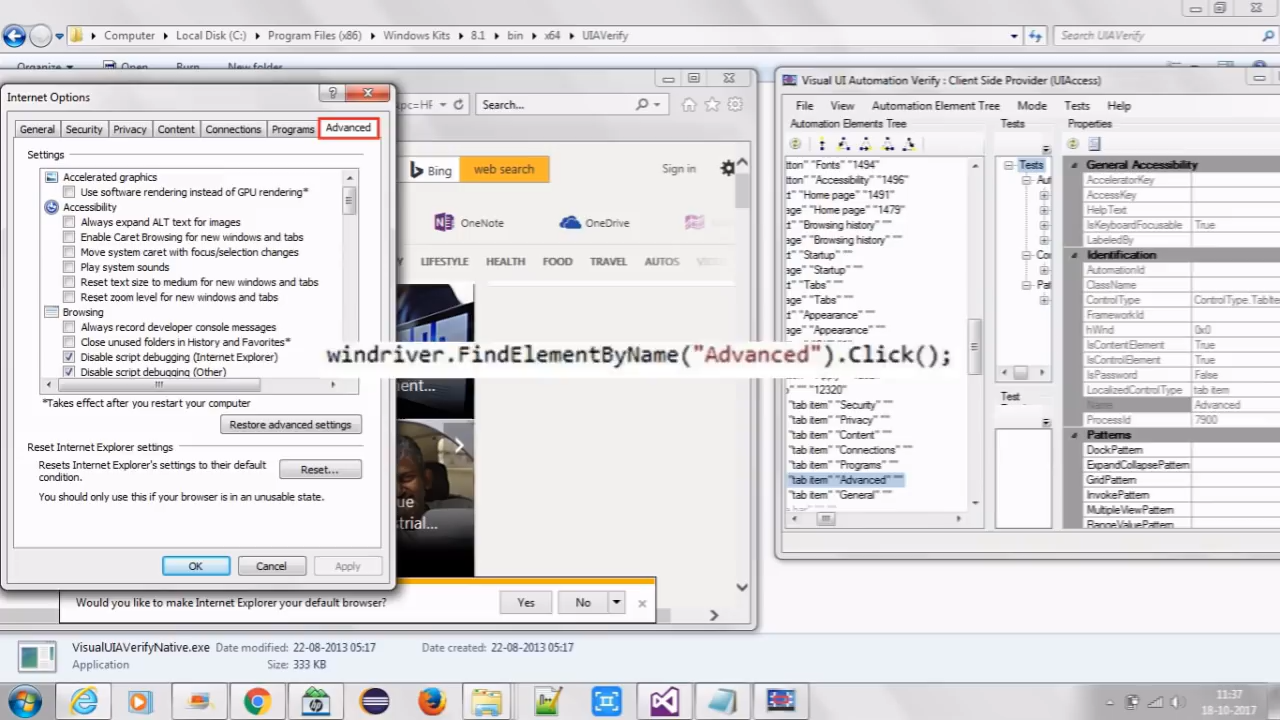 Computer Local Disk (C:) Program Files (x86) Windows Kits 8.1 bin x64 UIAVerify Search UIAVerify
Organize Open Burn New folder
Internet Options
General Security Privacy Content Connections Programs Advanced
Settings
Accelerated graphics
Use software rendering instead of GPU rendering*
Accessibility
Always expand ALT text for images
Enable Caret Browsing for new windows and tabs
Move system caret with focus/selection changes
Play system sounds
Reset text size to medium for new windows and tabs
Reset zoom level for new windows and tabs
Browsing
Always record developer console messages
Close unused folders in History and Favorites*
Disable script debugging (Internet Explorer)
Disable script debugging (Other)
*Takes effect after you restart your computer
Restore advanced settings
Reset Internet Explorer settings
Resets Internet Explorer's settings to their default
condition.
Reset...
You should only use this if your browser is in an unusable state.
OK Cancel Apply
Search...
Bing web search Sign in
OneNote OneDrive
LIFESTYLE HEALTH FOOD TRAVEL AUTOS
windriver.FindElementByName("Advanced").Click();
Would you like to make Internet Explorer your default browser? Yes No
Visual UI Automation Verify : Client Side Provider (UIAccess)
File View Automation Element Tree Mode Tests Help
Automation Elements Tree Tests Properties
tton" "Fonts" "1494"
tton" "Accessibility" "1496"
age" "Home page" "1491"
age" "Home page" "1479"
ext" "Browsing history" ""
age" "Browsing history" ""
ext" "Startup" ""
age" "Startup" ""
ext" "Tabs" ""
age" "Tabs" ""
"Appearance" ""
age" "Appearance" ""
"" "12320"
"tab item" "Security" ""
"tab item" "Privacy" ""
"tab item" "Content" ""
"tab item" "Connections" ""
"tab item" "Programs" ""
"tab item" "Advanced" ""
"tab item" "General" ""
Tests
Test
General Accessibility
AcceleratorKey
AccessKey
HelpText
IsKeyboardFocusable True
LabeledBy
Identification
AutomationId
ClassName
ControlType ControlType.TabIte
FrameworkId
hWnd 0x0
IsContentElement True
IsControlElement True
IsPassword False
LocalizedControlType tab item
Name Advanced
ProcessId 7900
Patterns
DockPattern
ExpandCollapsePattern
GridPattern
InvokePattern
MultipleViewPattern
RangeValuePattern
VisualUIAVerifyNative.exe Date modified: 22-08-2013 05:17 Date created: 22-08-2013 05:17
Application Size: 333 KB
11:37
18-10-2017